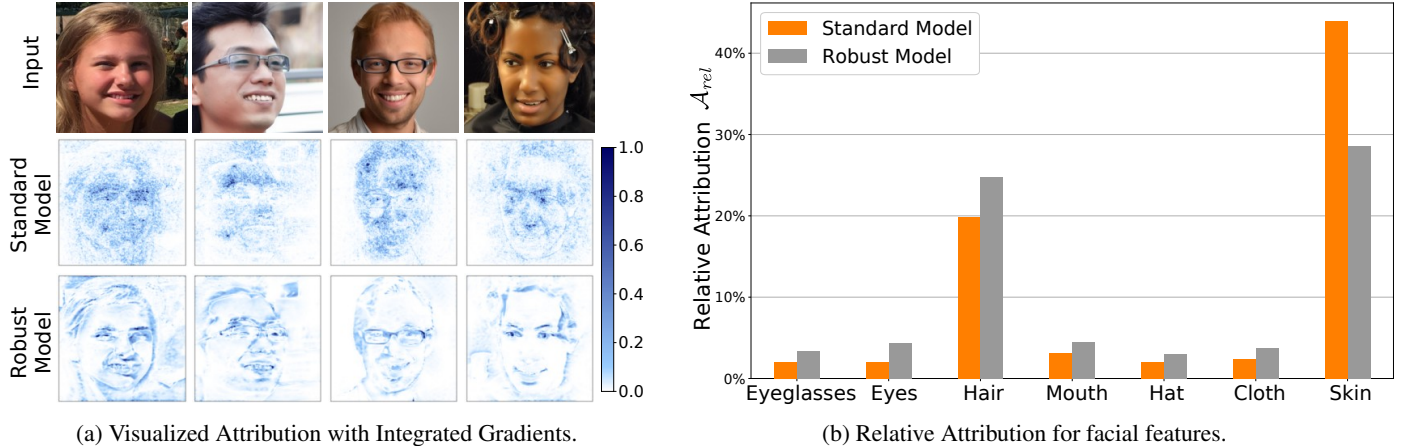 Input
Standard
Model
Robust
Model
1.0
0.8
0.6
0.4
0.2
0.0
(a) Visualized Attribution with Integrated Gradients.
Relative Attribution 𝒜rel
40%
30%
20%
10%
0%
Standard Model
Robust Model
Eyeglasses Eyes Hair Mouth Hat Cloth Skin
(b) Relative Attribution for facial features.